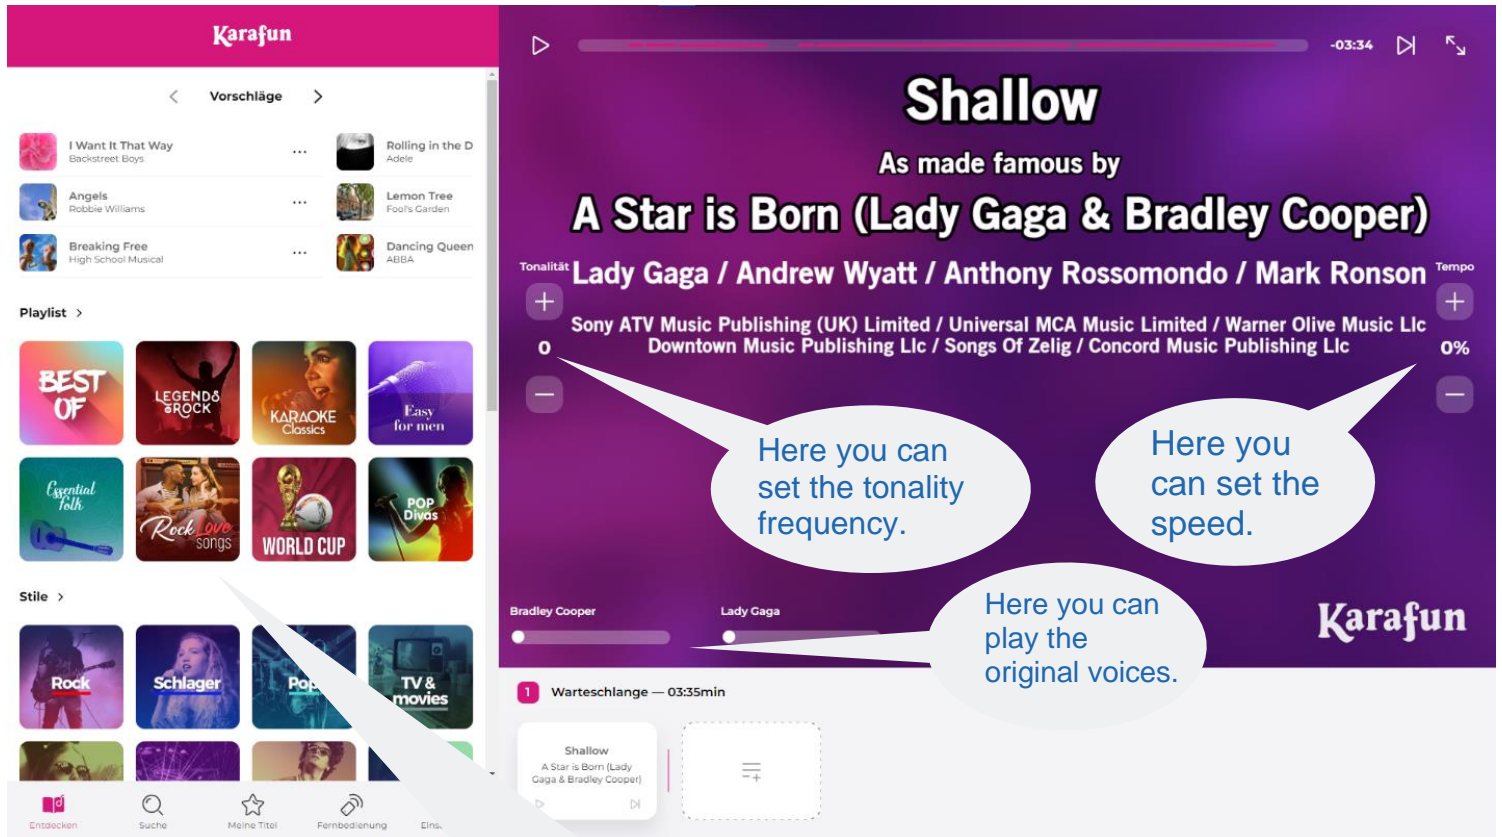 Karafun
Vorschläge
I Want It That Way
Backstreet Boys
Rolling in the D
Adele
Angels
Robbie Williams
Lemon Tree
Fool's Garden
Breaking Free
High School Musical
Dancing Queen
ABBA
Playlist
BEST
OF
LEGENDS
OF ROCK
KARAOKE
Classics
Easy
for men
Essential
folk
Rock Love
songs
WORLD CUP
POP
Divas
Stile
Rock
Schlager
Pop
TV &
movies
Entdecken
Suche
Meine Titel
Fernbedienung
-03:34
Shallow
As made famous by
A Star is Born (Lady Gaga & Bradley Cooper)
Tonalität
Lady Gaga / Andrew Wyatt / Anthony Rossomondo / Mark Ronson
Tempo
Sony ATV Music Publishing (UK) Limited / Universal MCA Music Limited / Warner Olive Music Llc
Downtown Music Publishing Llc / Songs Of Zelig / Concord Music Publishing Llc
0
0%
Here you can
set the tonality
frequency.
Here you
can set the
speed.
Bradley Cooper
Lady Gaga
Here you can
play the
original voices.
Karafun
1 Warteschlange — 03:35min
Shallow
A Star is Born (Lady
Gaga & Bradley Cooper)